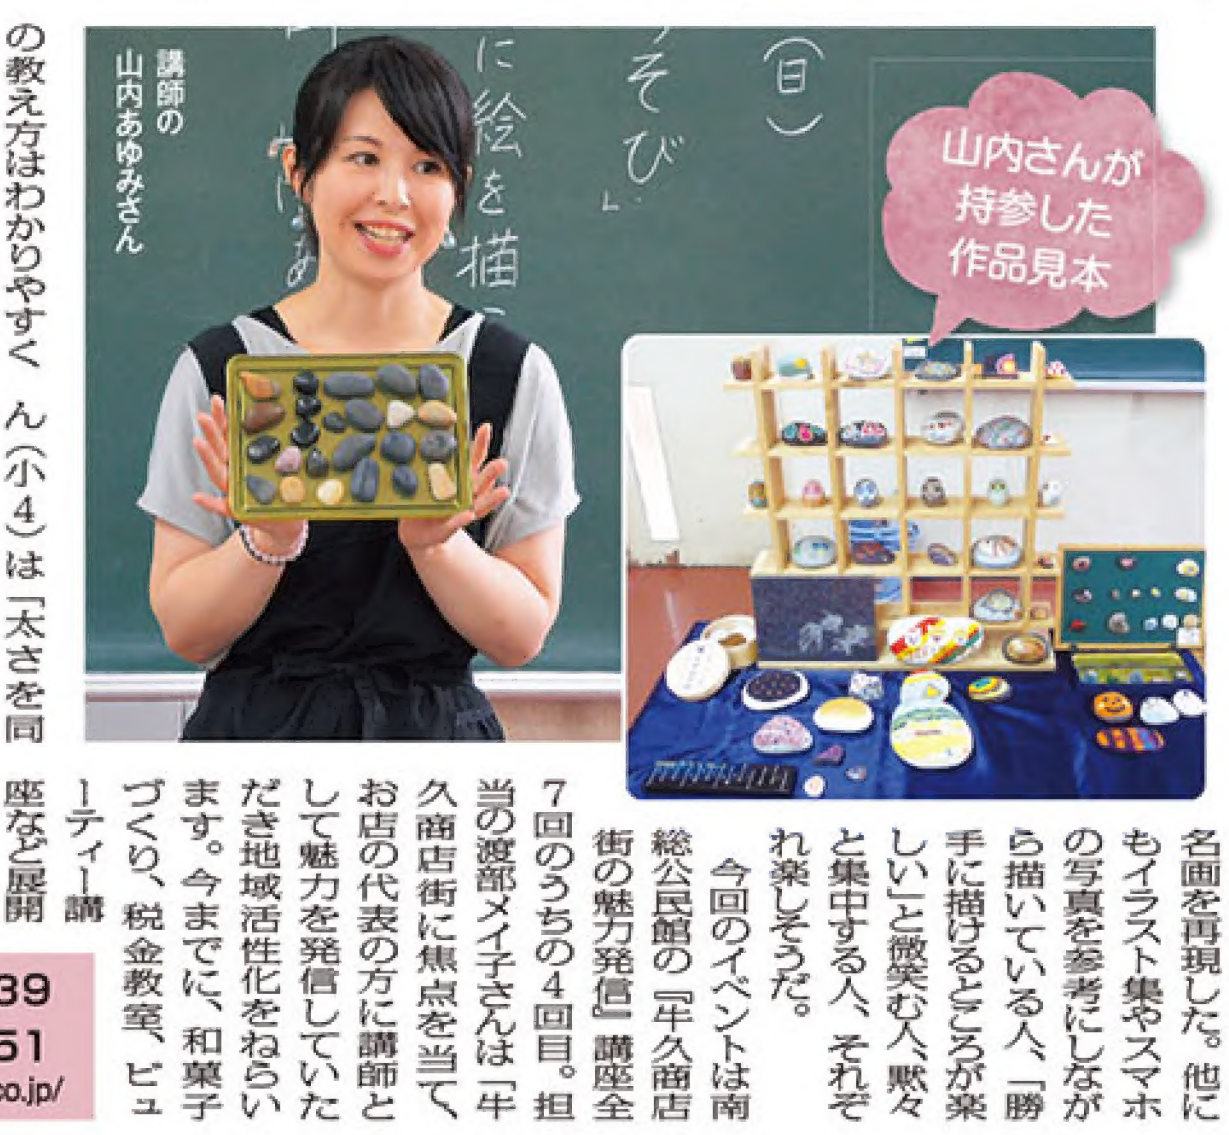 の教え方はわかりやすく
ん（小４）は「太さを同
講師の
山内あゆみさん
（日）
そび」
に絵を描
山内さんが
持参した
作品見本
名画を再現した。他に
もイラスト集やスマホ
の写真を参考にしなが
ら描いている人、「勝
手に描けるところが楽
しい」と微笑む人、黙々
と集中する人、それぞ
れ楽しそうだ。
今回のイベントは南
総公民館の『牛久商店
街の魅力発信』講座全
７回のうちの４回目。担
当の渡部メイ子さんは「牛
久商店街に焦点を当て、
お店の代表の方に講師と
して魅力を発信していた
だき地域活性化をねらい
ます。今までに、和菓子
づくり、税金教室、ビュ
ーティー講
座など展開
39
51
co.jp/